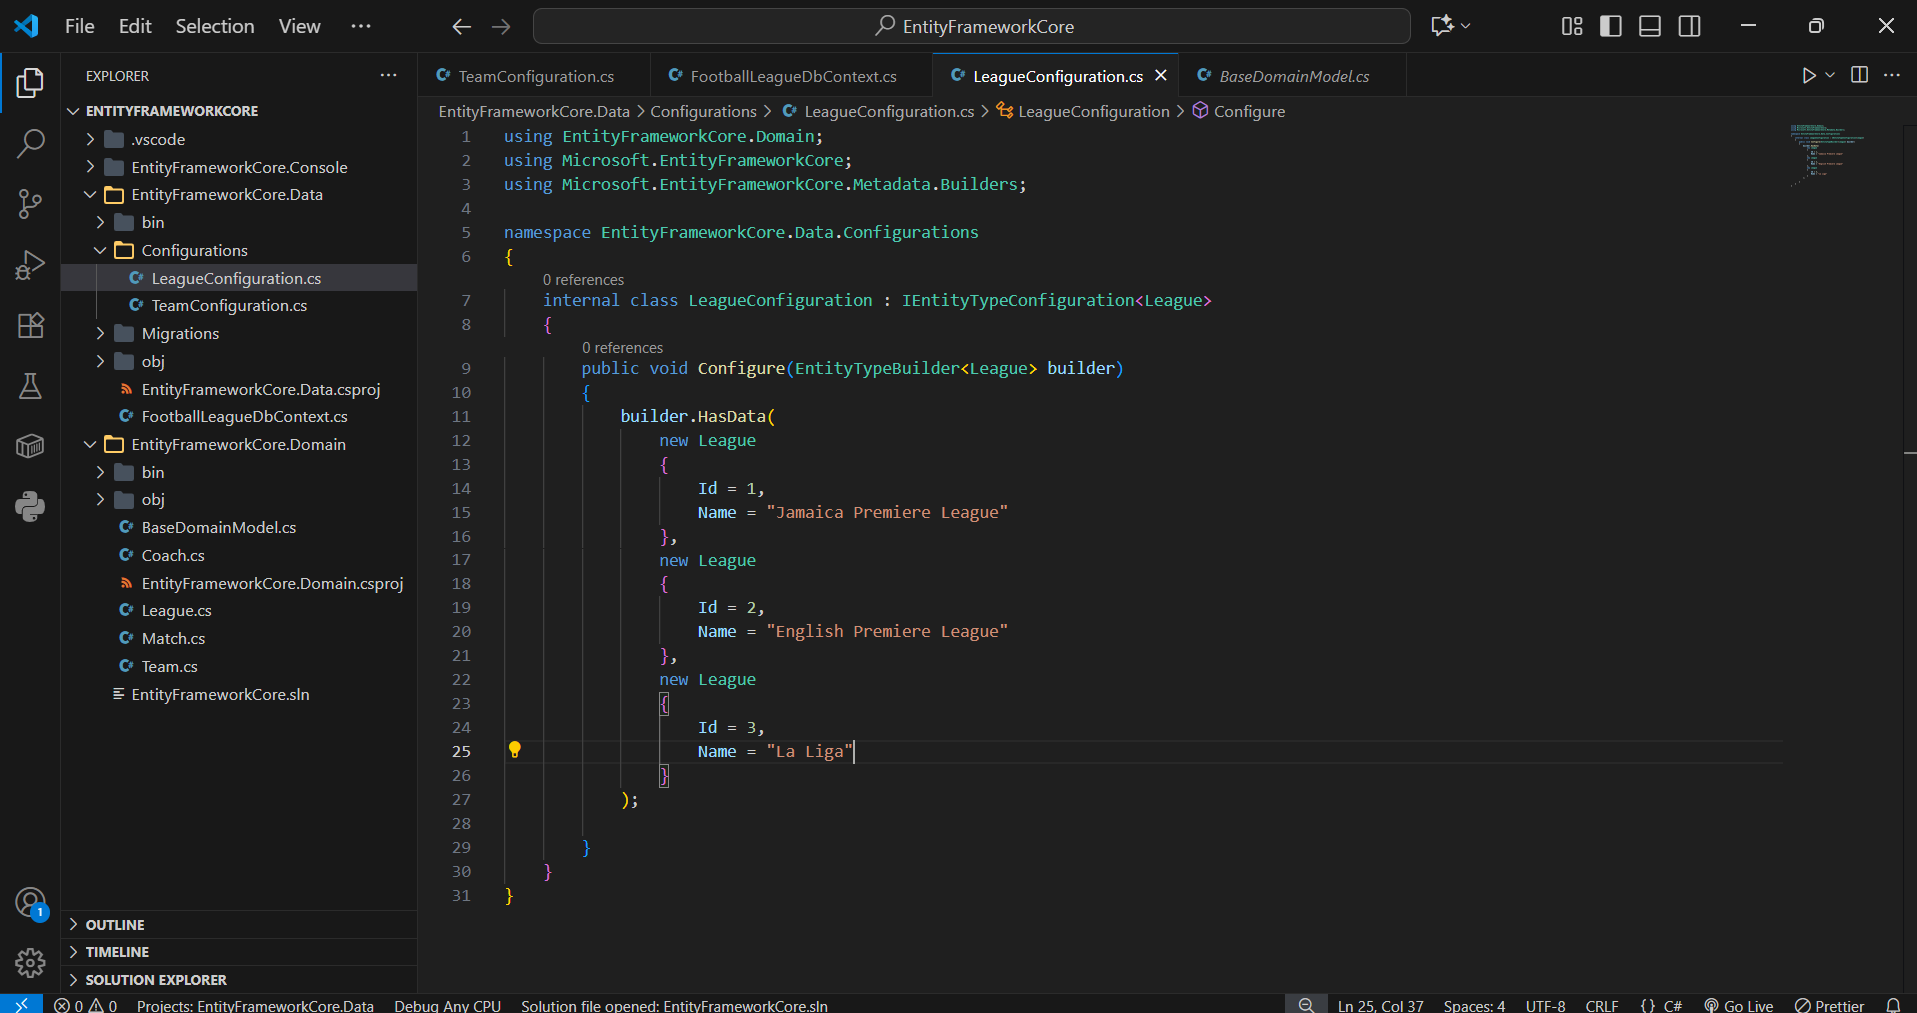 File Edit Selection View ··· EntityFrameworkCore
EXPLORER ···
ENTITYFRAMEWORKCORE
.vscode
EntityFrameworkCore.Console
EntityFrameworkCore.Data
bin
Configurations
LeagueConfiguration.cs
TeamConfiguration.cs
Migrations
obj
EntityFrameworkCore.Data.csproj
FootballLeagueDbContext.cs
EntityFrameworkCore.Domain
bin
obj
BaseDomainModel.cs
Coach.cs
EntityFrameworkCore.Domain.csproj
League.cs
Match.cs
Team.cs
EntityFrameworkCore.sln
OUTLINE
TIMELINE
SOLUTION EXPLORER
1
TeamConfiguration.cs FootballLeagueDbContext.cs LeagueConfiguration.cs BaseDomainModel.cs
EntityFrameworkCore.Data > Configurations > LeagueConfiguration.cs > LeagueConfiguration > Configure
1 using EntityFrameworkCore.Domain;
2 using Microsoft.EntityFrameworkCore;
3 using Microsoft.EntityFrameworkCore.Metadata.Builders;
4
5 namespace EntityFrameworkCore.Data.Configurations
6 {
0 references
7 internal class LeagueConfiguration : IEntityTypeConfiguration<League>
8 {
0 references
9 public void Configure(EntityTypeBuilder<League> builder)
10 {
11 builder.HasData(
12 new League
13 {
14 Id = 1,
15 Name = "Jamaica Premiere League"
16 },
17 new League
18 {
19 Id = 2,
20 Name = "English Premiere League"
21 },
22 new League
23 {
24 Id = 3,
25 Name = "La Liga"
26 }
27 );
28
29 }
30 }
31 }
0 0 Projects: EntityFrameworkCore.Data Debug Any CPU Solution file opened: EntityFrameworkCore.sln Ln 25, Col 37 Spaces: 4 UTF-8 CRLF {} C# Go Live Prettier